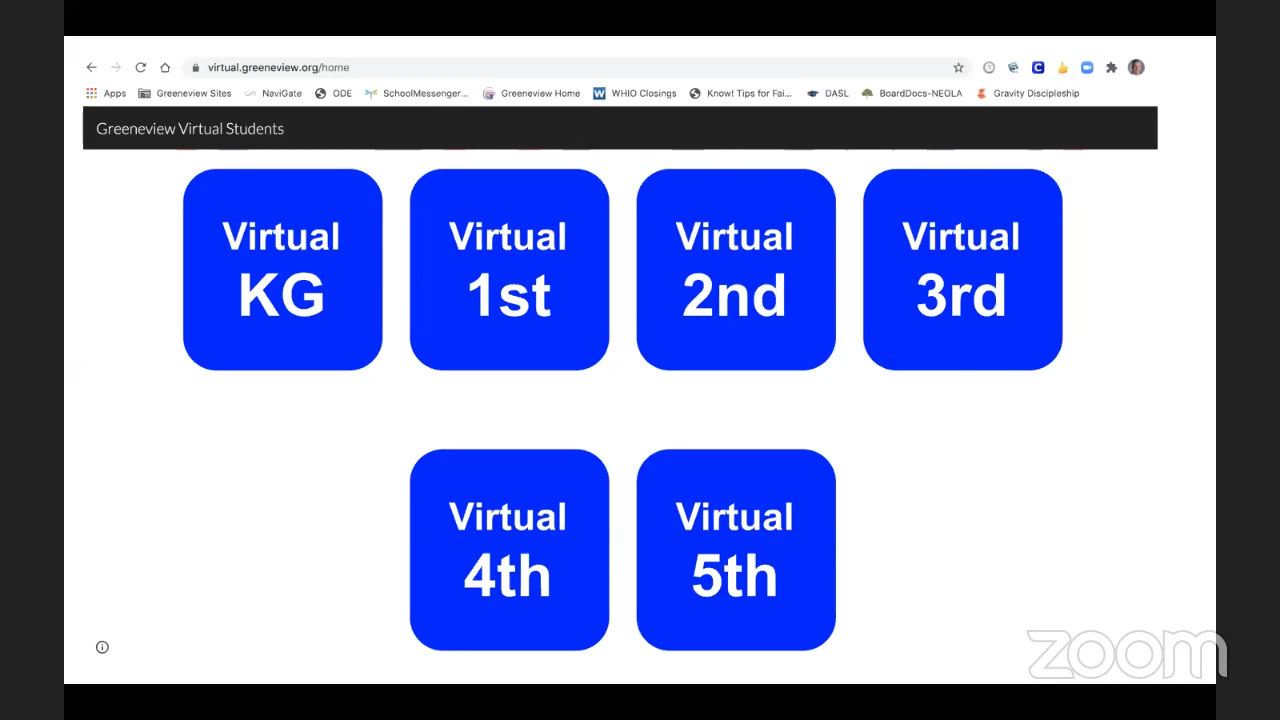 virtual.greeneview.org/home
Apps Greeneview Sites NaviGate ODE SchoolMessenger... Greeneview Home WHIO Closings Know! Tips for Fai... DASL BoardDocs-NEOLA Gravity Discipleship
Greeneview Virtual Students
Virtual Virtual Virtual Virtual
KG 1st 2nd 3rd
Virtual Virtual
4th 5th
zoom